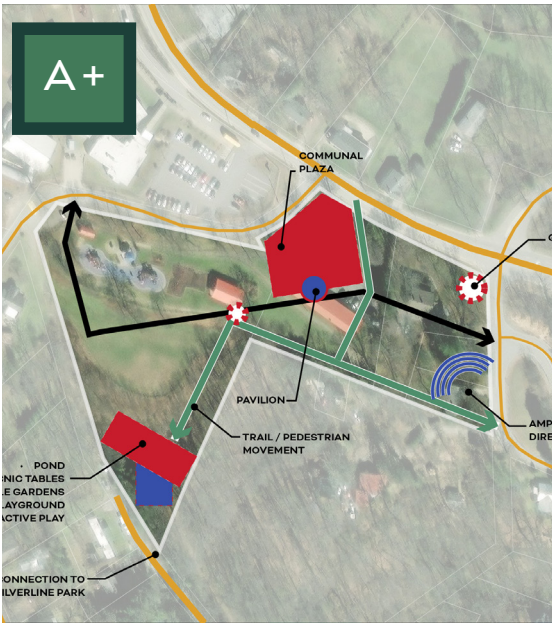 A+
COMMUNAL
PLAZA
PAVILION
TRAIL / PEDESTRIAN
MOVEMENT
· POND
NIC TABLES
LE GARDENS
LAYGROUND
ACTIVE PLAY
ONNECTION TO
ILVERLINE PARK
AMP
DIRE